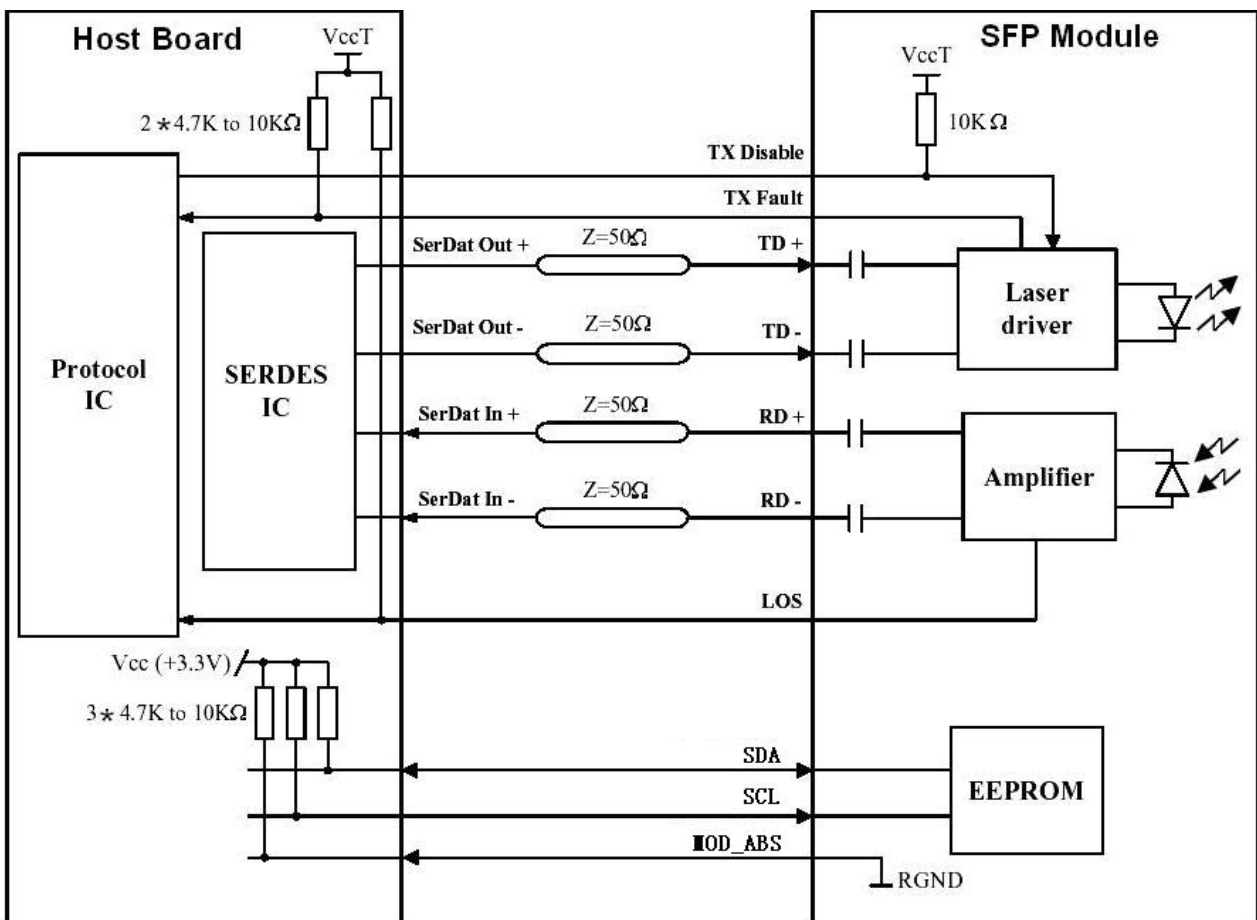 Host Board
SFP Module
VccT
VccT
2*4.7K to 10KΩ
10KΩ
TX Disable
TX Fault
SerDat Out +
Z=50Ω
TD +
Laser
driver
SerDat Out -
Z=50Ω
TD -
Protocol
IC
SERDES
IC
SerDat In +
Z=50Ω
RD +
Amplifier
SerDat In -
Z=50Ω
RD -
LOS
Vcc (+3.3V)
3*4.7K to 10KΩ
SDA
SCL
EEPROM
MOD_ABS
RGND